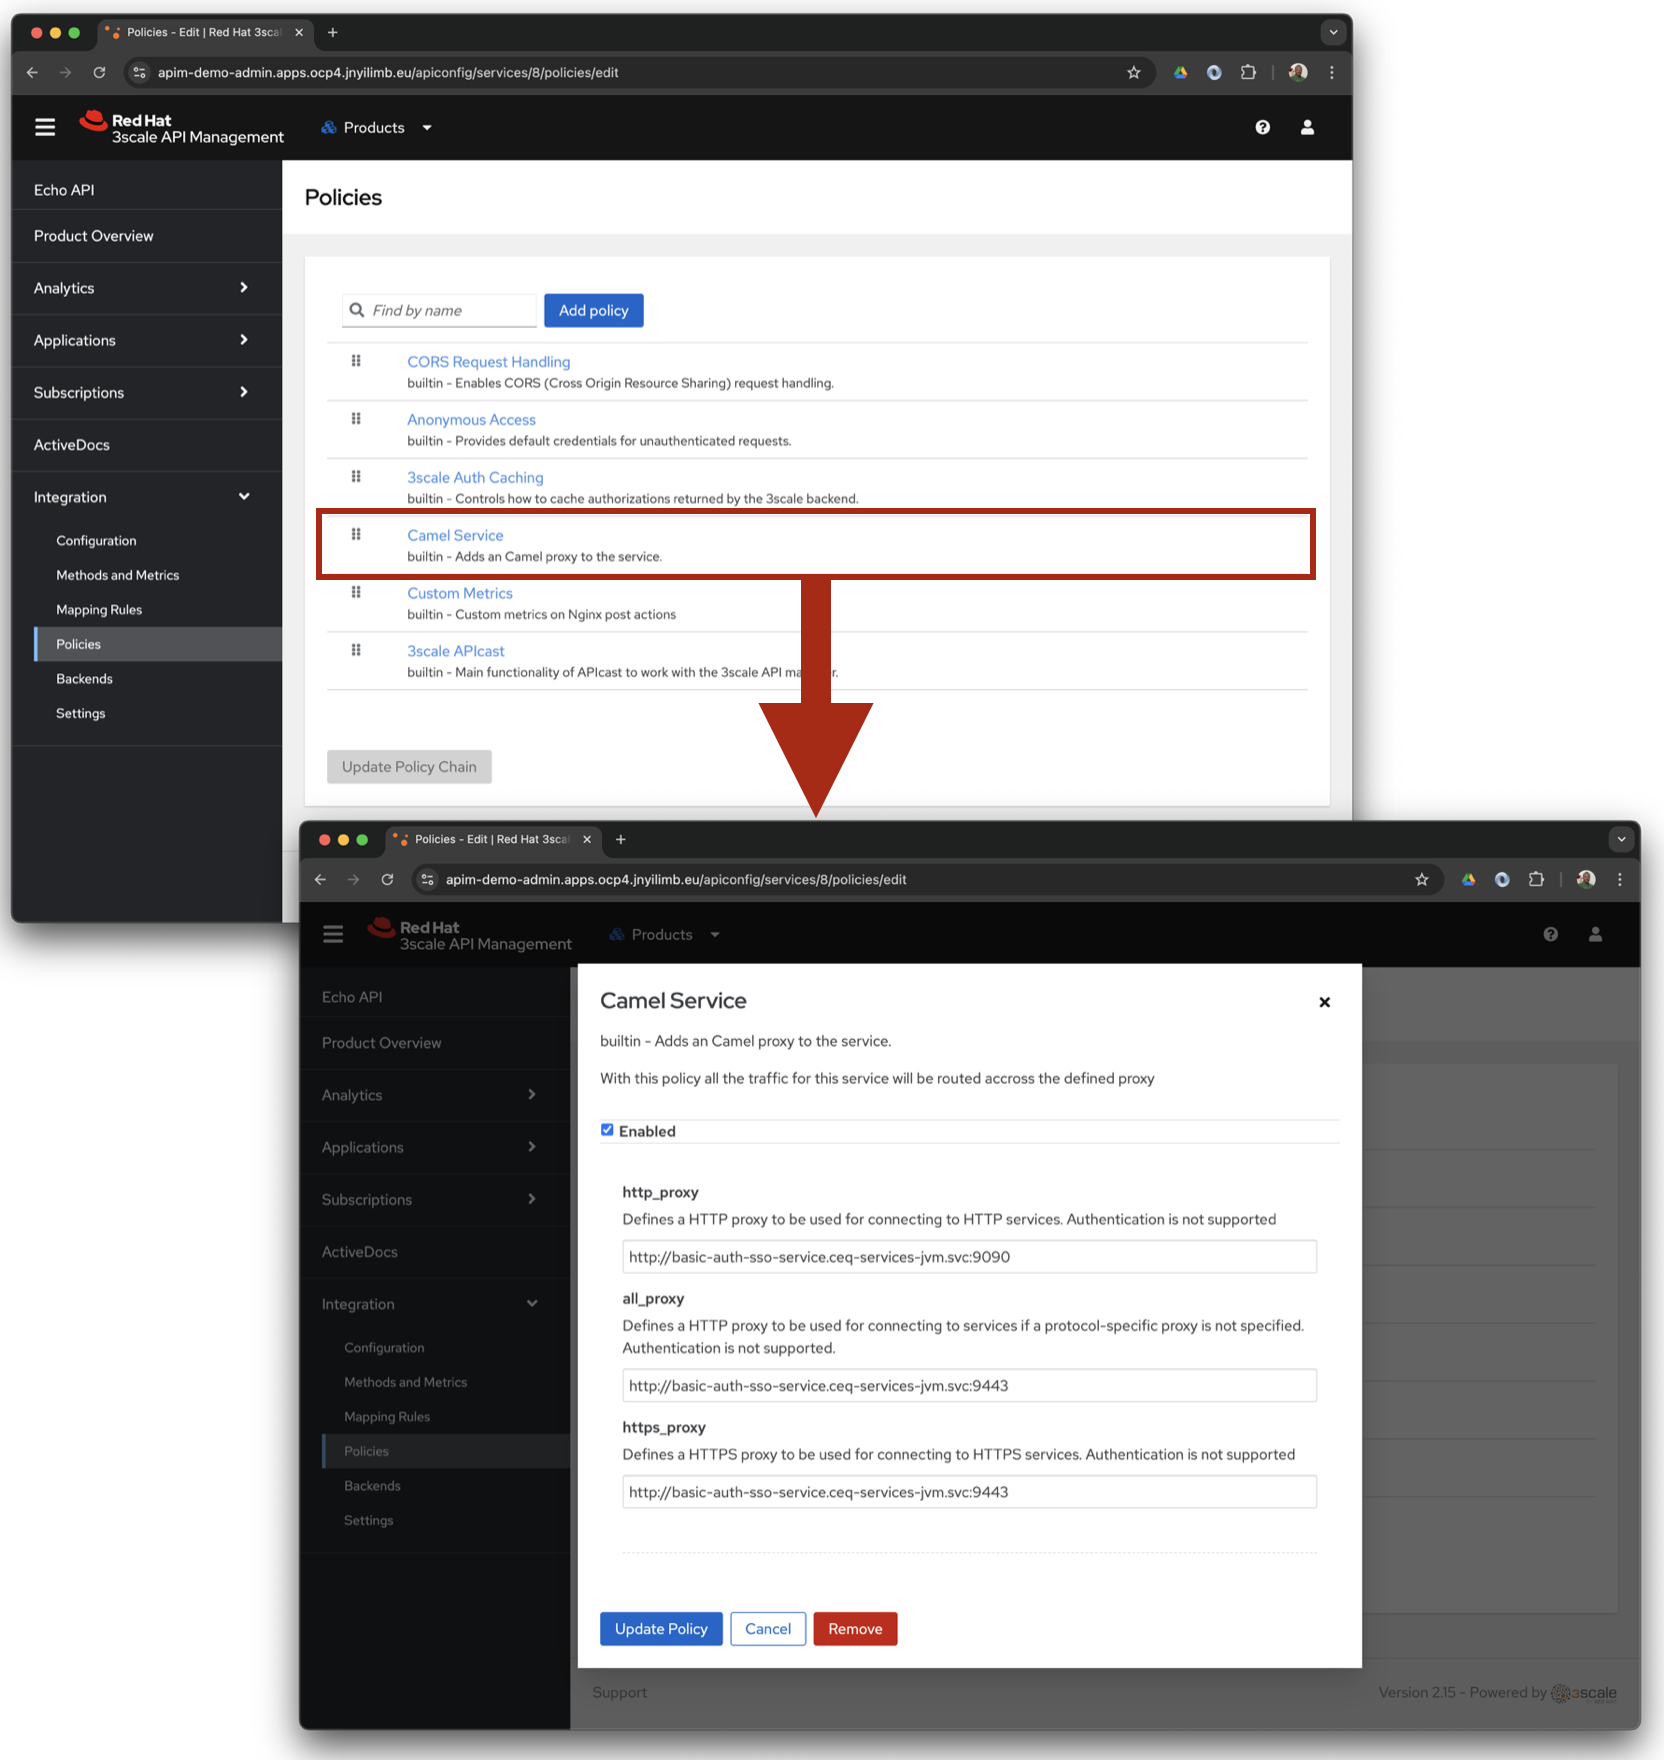 Policies - Edit | Red Hat 3scal
apim-demo-admin.apps.ocp4.jnyilimb.eu/apiconfig/services/8/policies/edit
Red Hat
3scale API Management
Products
Echo API
Product Overview
Analytics
Applications
Subscriptions
ActiveDocs
Integration
Configuration
Methods and Metrics
Mapping Rules
Policies
Backends
Settings
Policies
Find by name
Add policy
CORS Request Handling
builtin - Enables CORS (Cross Origin Resource Sharing) request handling.
Anonymous Access
builtin - Provides default credentials for unauthenticated requests.
3scale Auth Caching
builtin - Controls how to cache authorizations returned by the 3scale backend.
Camel Service
builtin - Adds an Camel proxy to the service.
Custom Metrics
builtin - Custom metrics on Nginx post actions
3scale APIcast
builtin - Main functionality of APIcast to work with the 3scale API ma r.
Update Policy Chain
Policies - Edit | Red Hat 3scal
apim-demo-admin.apps.ocp4.jnyilimb.eu/apiconfig/services/8/policies/edit
Red Hat
3scale API Management
Products
Echo API
Product Overview
Analytics
Applications
Subscriptions
ActiveDocs
Integration
Configuration
Methods and Metrics
Mapping Rules
Policies
Backends
Settings
Camel Service
builtin - Adds an Camel proxy to the service.
With this policy all the traffic for this service will be routed accross the defined proxy
Enabled
http_proxy
Defines a HTTP proxy to be used for connecting to HTTP services. Authentication is not supported
http://basic-auth-sso-service.ceq-services-jvm.svc:9090
all_proxy
Defines a HTTP proxy to be used for connecting to services if a protocol-specific proxy is not specified.
Authentication is not supported.
http://basic-auth-sso-service.ceq-services-jvm.svc:9443
https_proxy
Defines a HTTPS proxy to be used for connecting to HTTPS services. Authentication is not supported
http://basic-auth-sso-service.ceq-services-jvm.svc:9443
Update Policy
Cancel
Remove
Support
Version 2.15 - Powered by 3scale